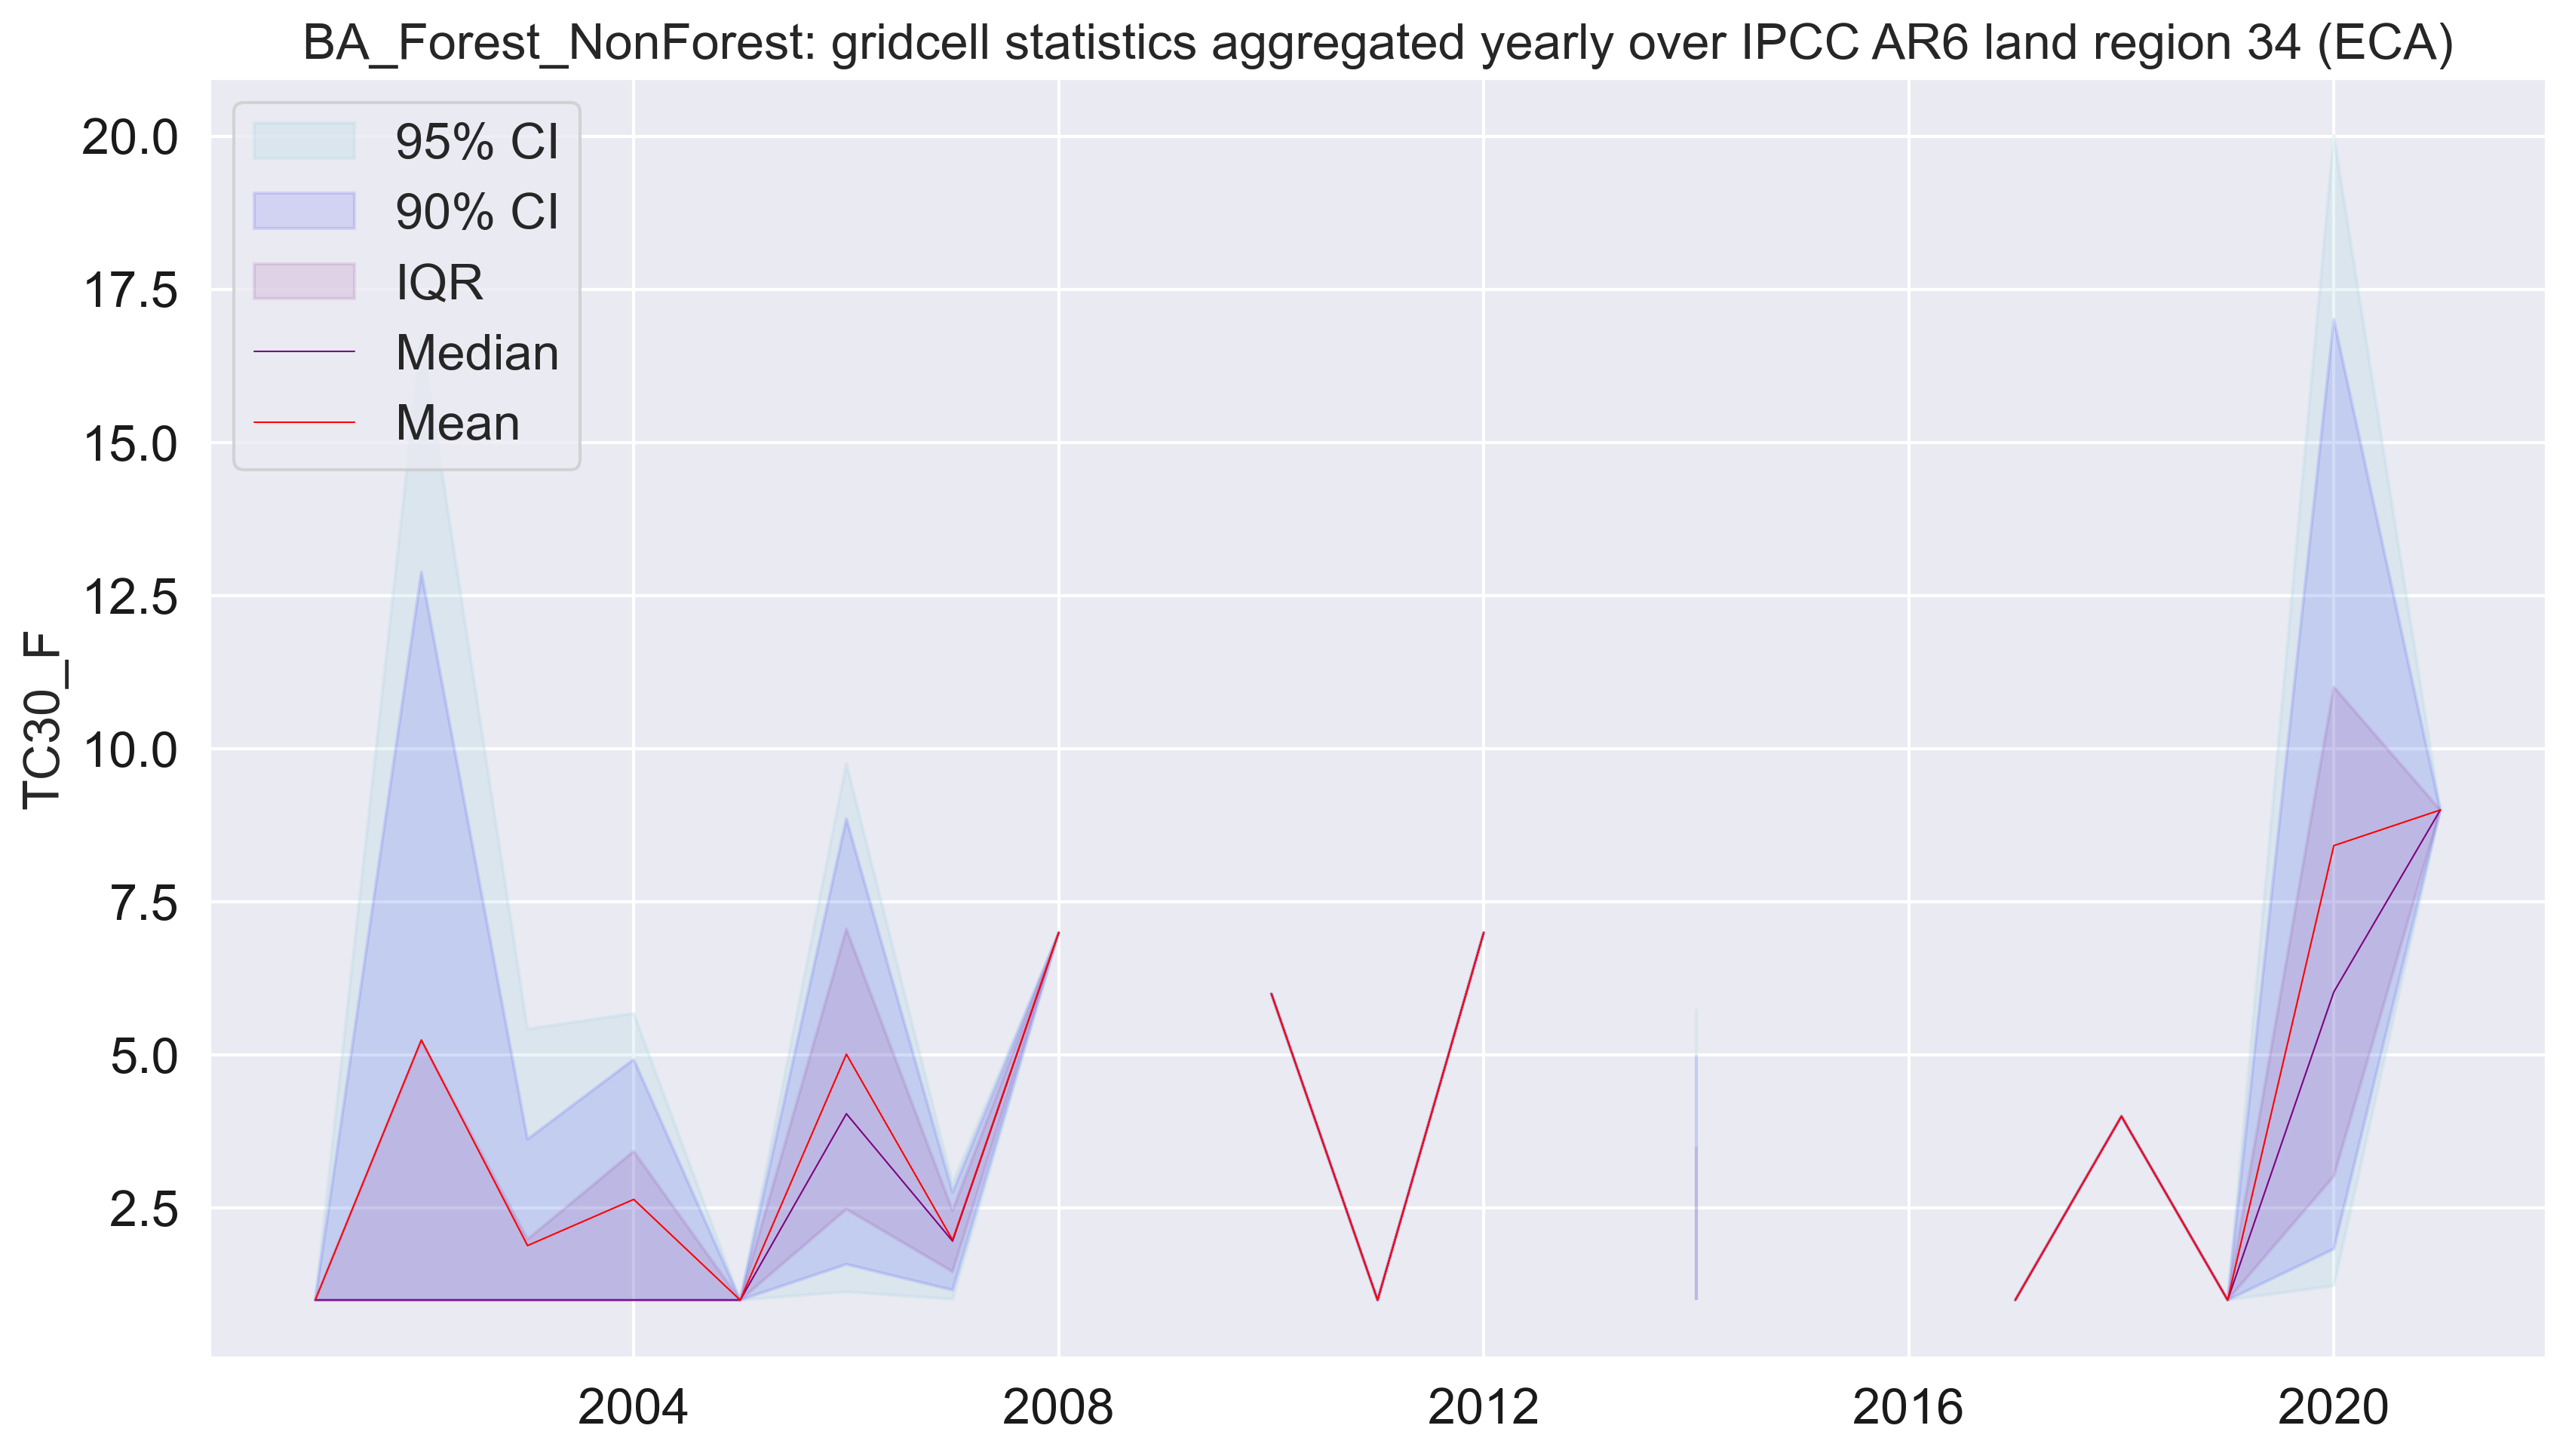 BA_Forest_NonForest: gridcell statistics aggregated yearly over IPCC AR6 land region 34 (ECA)
95% CI
90% CI
IQR
Median
Mean
TC30_F
20.0
17.5
15.0
12.5
10.0
7.5
5.0
2.5
2004
2008
2012
2016
2020